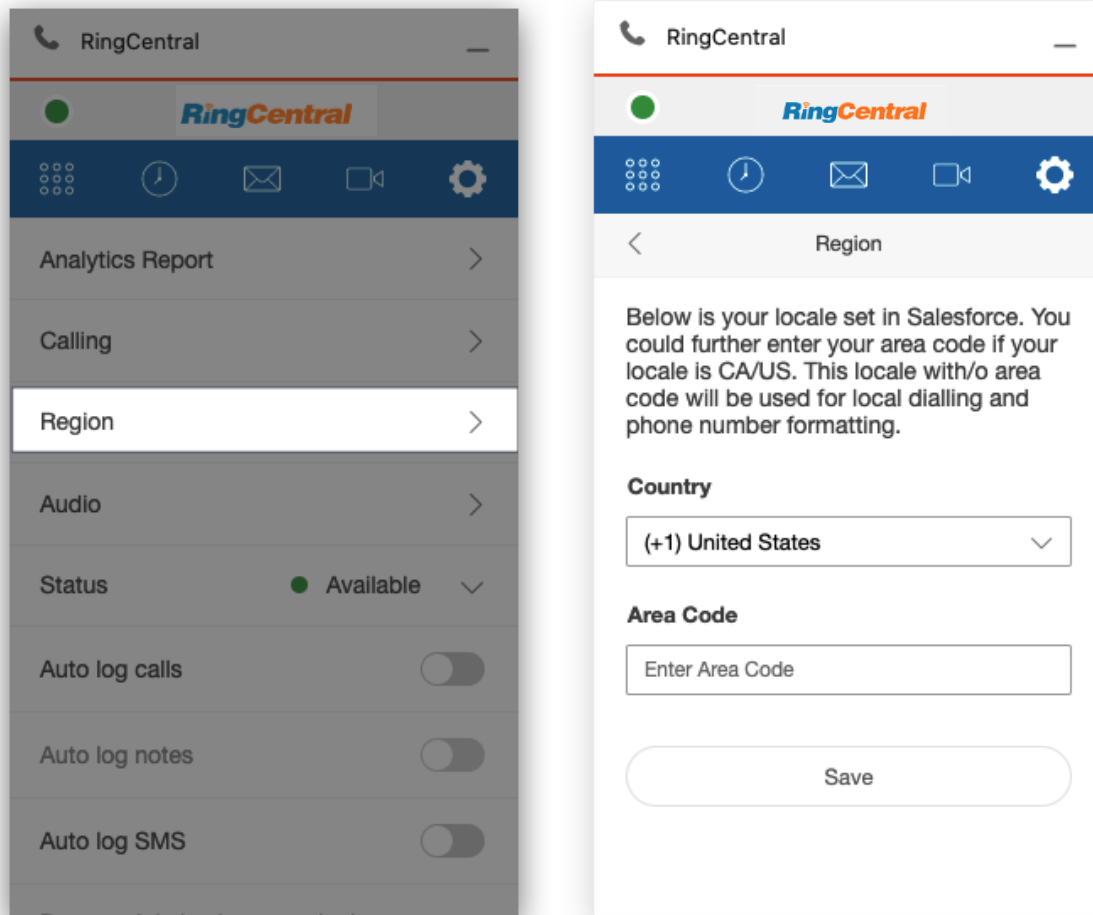 RingCentral
RingCentral
Analytics Report
Calling
Region
Audio
Status Available
Auto log calls
Auto log notes
Auto log SMS
RingCentral
RingCentral
Region
Below is your locale set in Salesforce. You
could further enter your area code if your
locale is CA/US. This locale with/o area
code will be used for local dialling and
phone number formatting.
Country
(+1) United States
Area Code
Enter Area Code
Save